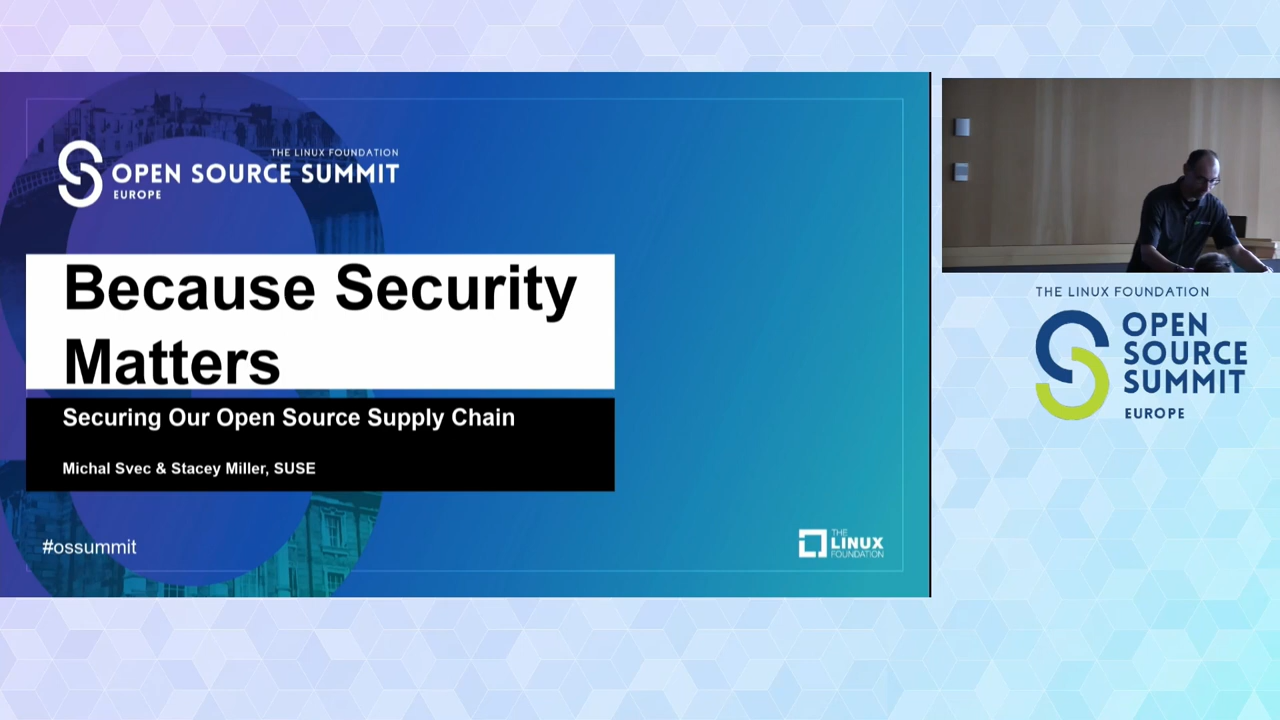 THE LINUX FOUNDATION
OPEN SOURCE SUMMIT
EUROPE
Because Security
Matters
Securing Our Open Source Supply Chain
Michal Svec & Stacey Miller, SUSE
#ossummit
THE
LINUX
FOUNDATION
THE LINUX FOUNDATION
OPEN
SOURCE
SUMMIT
EUROPE